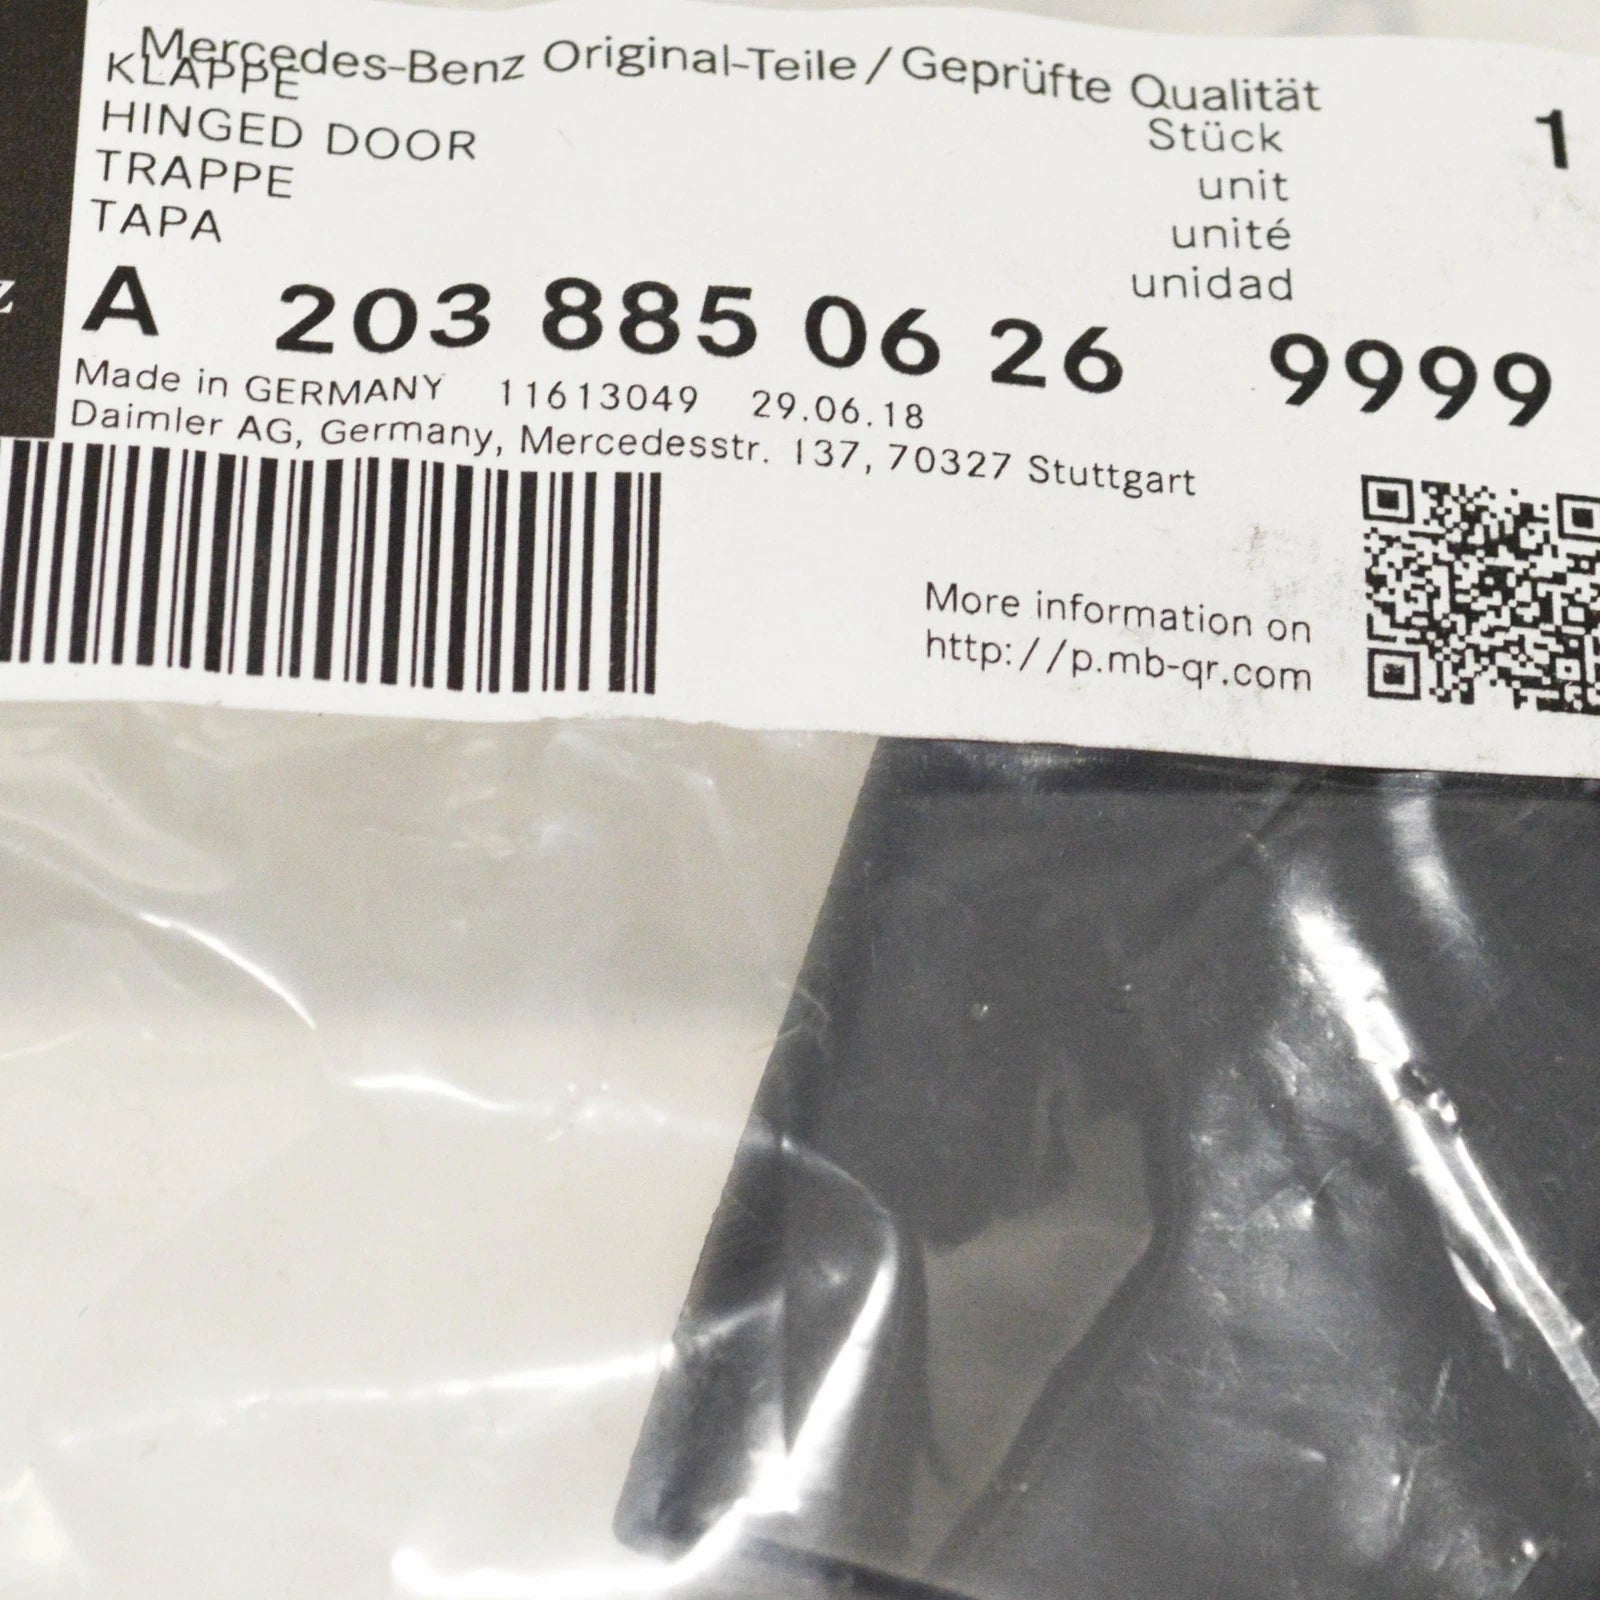 Mercedes-Benz Original-Teile / Geprüfte Qualität
KLAPPE
HINGED DOOR
TRAPPE
TAPA
Stück 1
unit
unité
unidad
z
A 203 885 06 26 9999
Made in GERMANY 11613049 29.06.18
Daimler AG, Germany, Mercedesstr. 137, 70327 Stuttgart
More information on
http://p.mb-qr.com